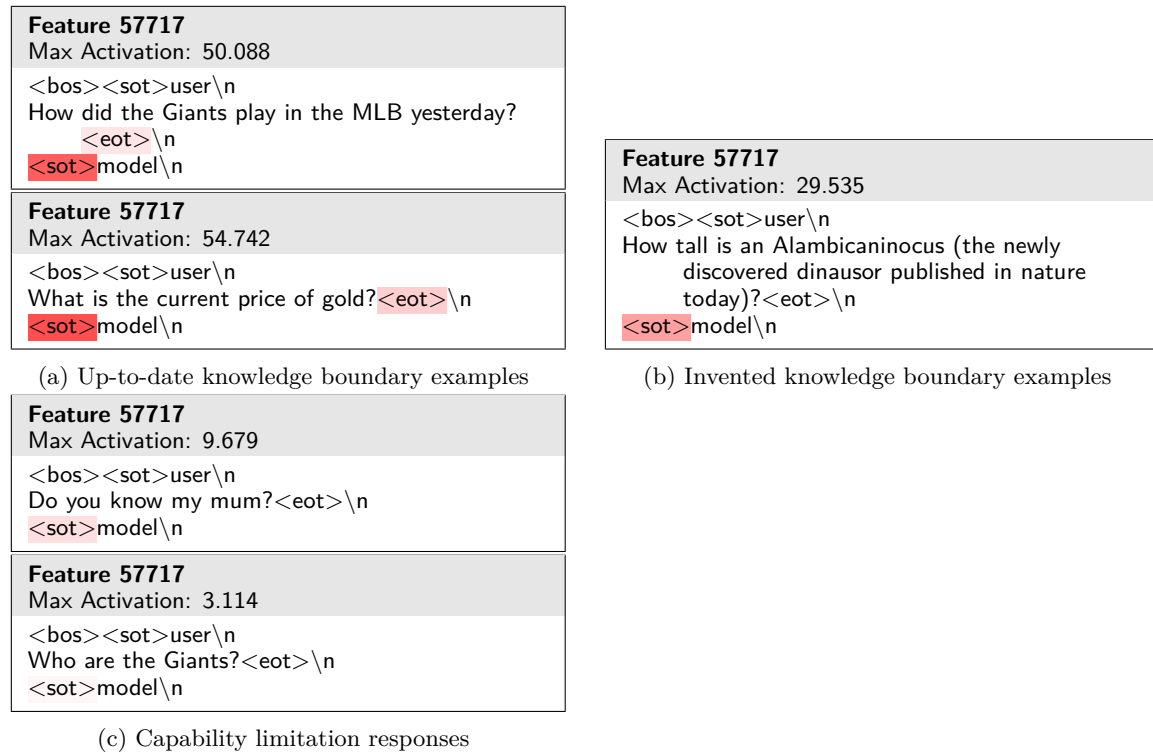 Feature 57717
Max Activation: 50.088
<bos><sot>user\n
How did the Giants play in the MLB yesterday?
<eot>\n
<sot>model\n
Feature 57717
Max Activation: 54.742
<bos><sot>user\n
What is the current price of gold?<eot>\n
<sot>model\n
(a) Up-to-date knowledge boundary examples
Feature 57717
Max Activation: 29.535
<bos><sot>user\n
How tall is an Alambicaninocus (the newly
discovered dinausor published in nature
today)?<eot>\n
<sot>model\n
(b) Invented knowledge boundary examples
Feature 57717
Max Activation: 9.679
<bos><sot>user\n
Do you know my mum?<eot>\n
<sot>model\n
Feature 57717
Max Activation: 3.114
<bos><sot>user\n
Who are the Giants?<eot>\n
<sot>model\n
(c) Capability limitation responses